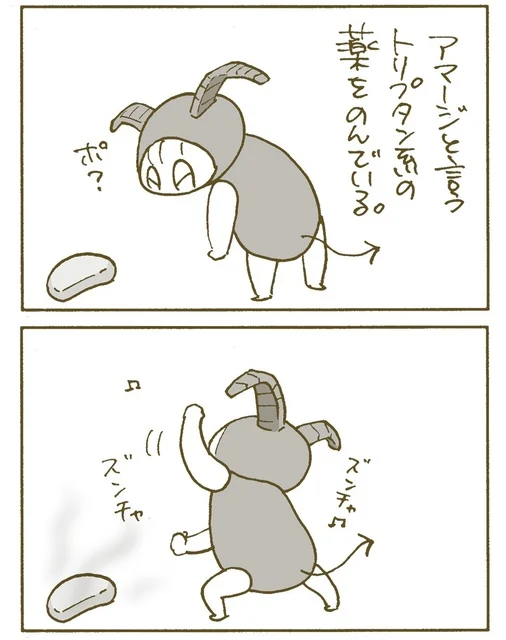 アマージと言う
トリプタン系の
薬をのんでいる。
ポ?
♫
ズンチャ
ズンチャ♫